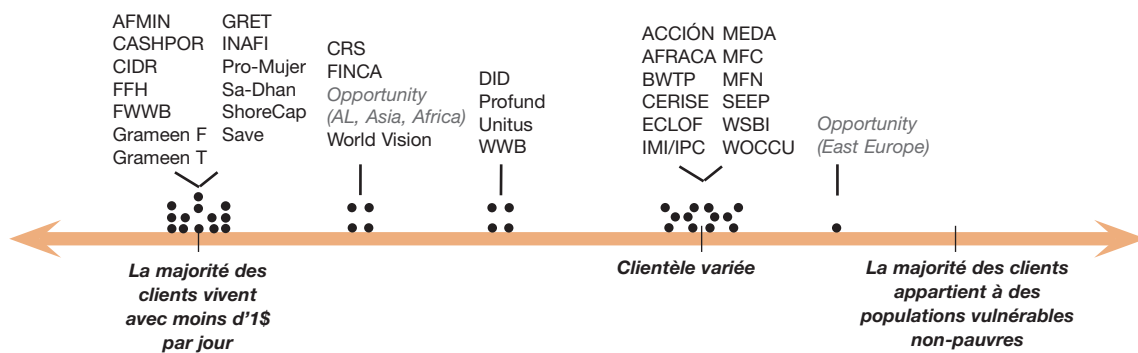 AFMIN
CASHPOR
CIDR
FFH
FWWB
Grameen F
Grameen T
GRET
INAFI
Pro-Mujer
Sa-Dhan
ShoreCap
Save
CRS
FINCA
Opportunity
(AL, Asia, Africa)
World Vision
DID
Profund
Unitus
WWB
ACCIÓN
AFRACA
BWTP
CERISE
ECLOF
IMI/IPC
MEDA
MFC
MFN
SEEP
WSBI
WOCCU
Opportunity
(East Europe)
La majorité des
clients vivent
avec moins d'1$
par jour
Clientèle variée
La majorité des clients
appartient à des
populations vulnérables
non-pauvres